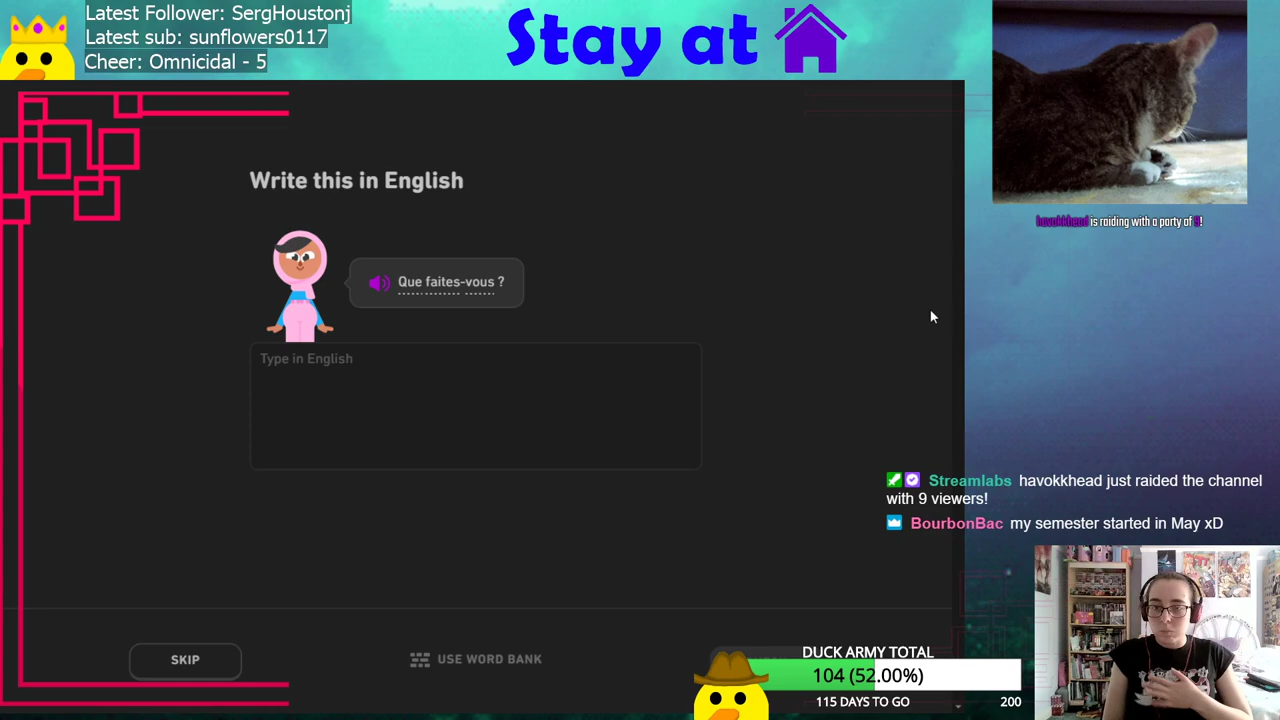 Latest Follower: SergHoustonj
Latest sub: sunflowers0117
Cheer: Omnicidal - 5
Stay at
Write this in English
Que faites-vous ?
Type in English
SKIP
USE WORD BANK
havokkhead is raiding with a party of 9!
Streamlabs havokkhead just raided the channel
with 9 viewers!
BourbonBac my semester started in May xD
DUCK ARMY TOTAL
104 (52.00%)
115 DAYS TO GO
200